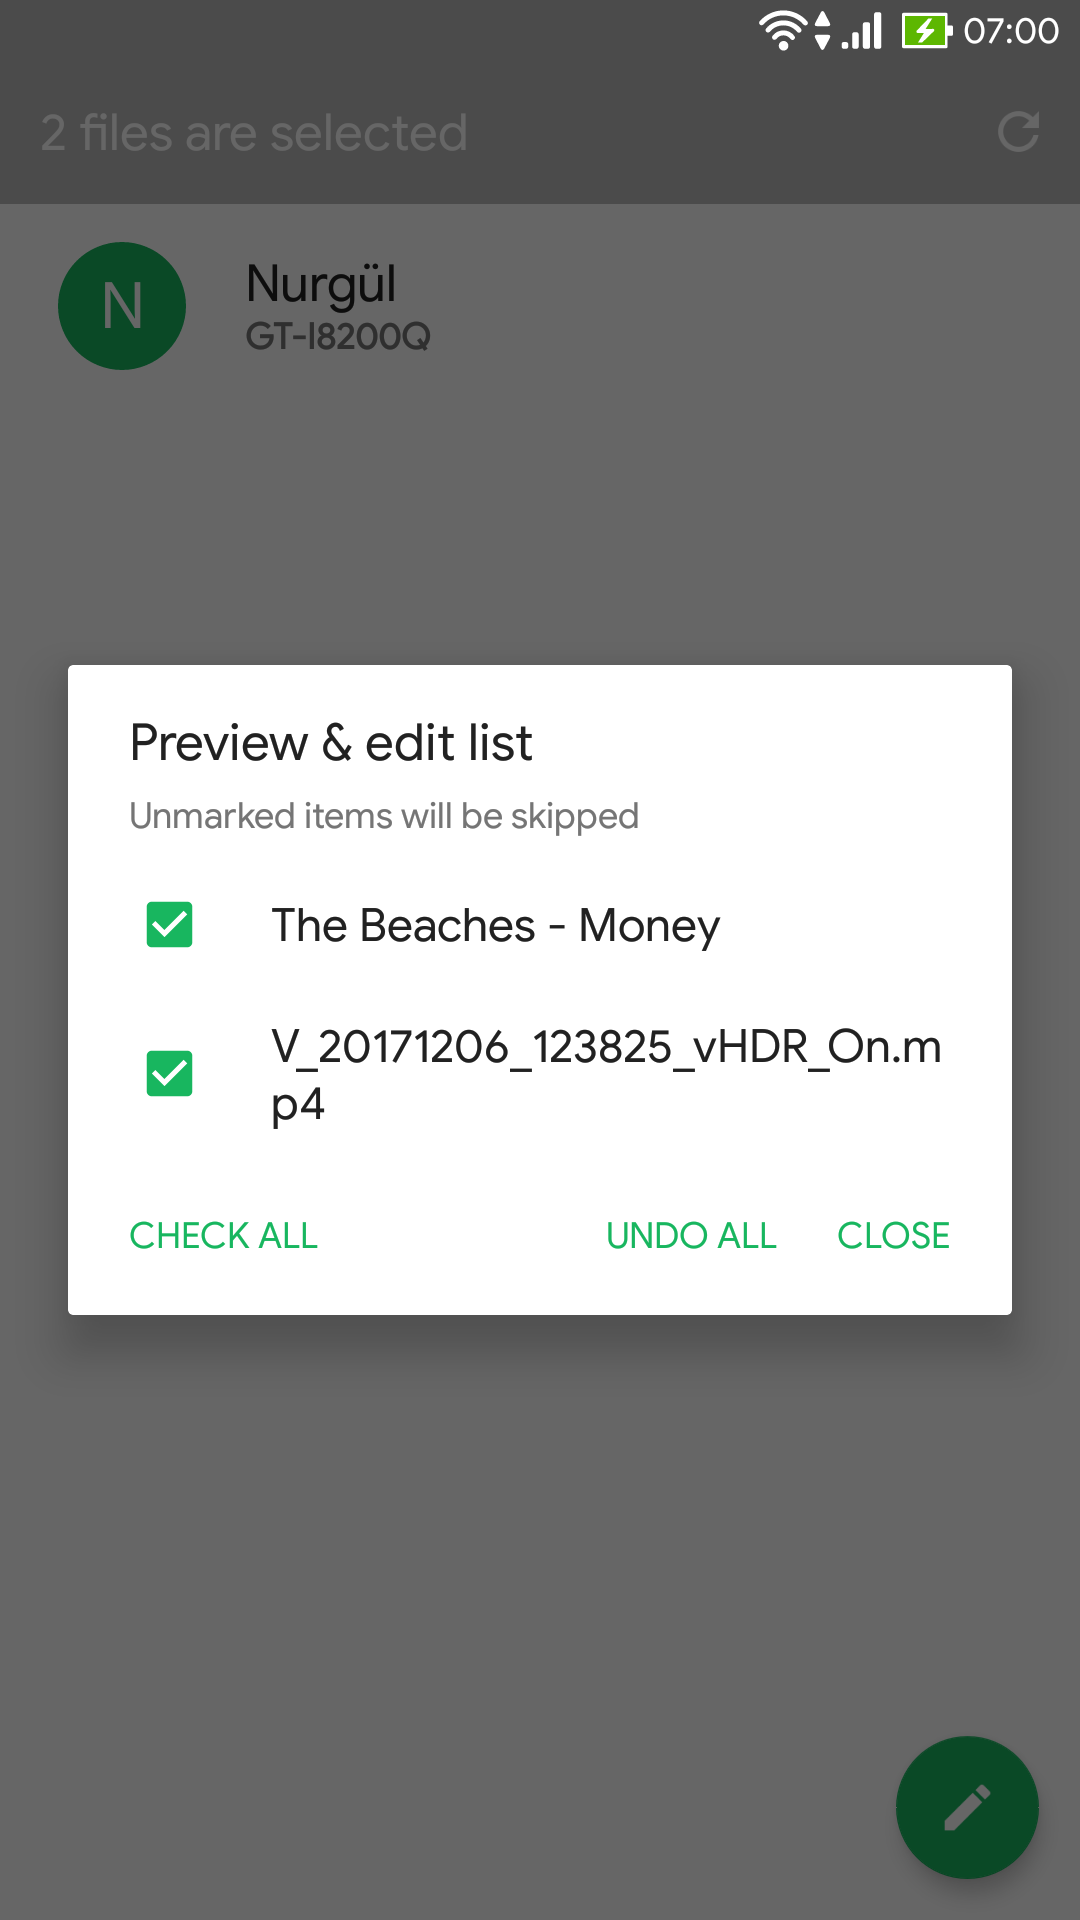 07:00
2 files are selected
N
Nurgül
GT-I8200Q
Preview & edit list
Unmarked items will be skipped
The Beaches - Money
V_20171206_123825_vHDR_On.m
p4
CHECK ALL
UNDO ALL
CLOSE